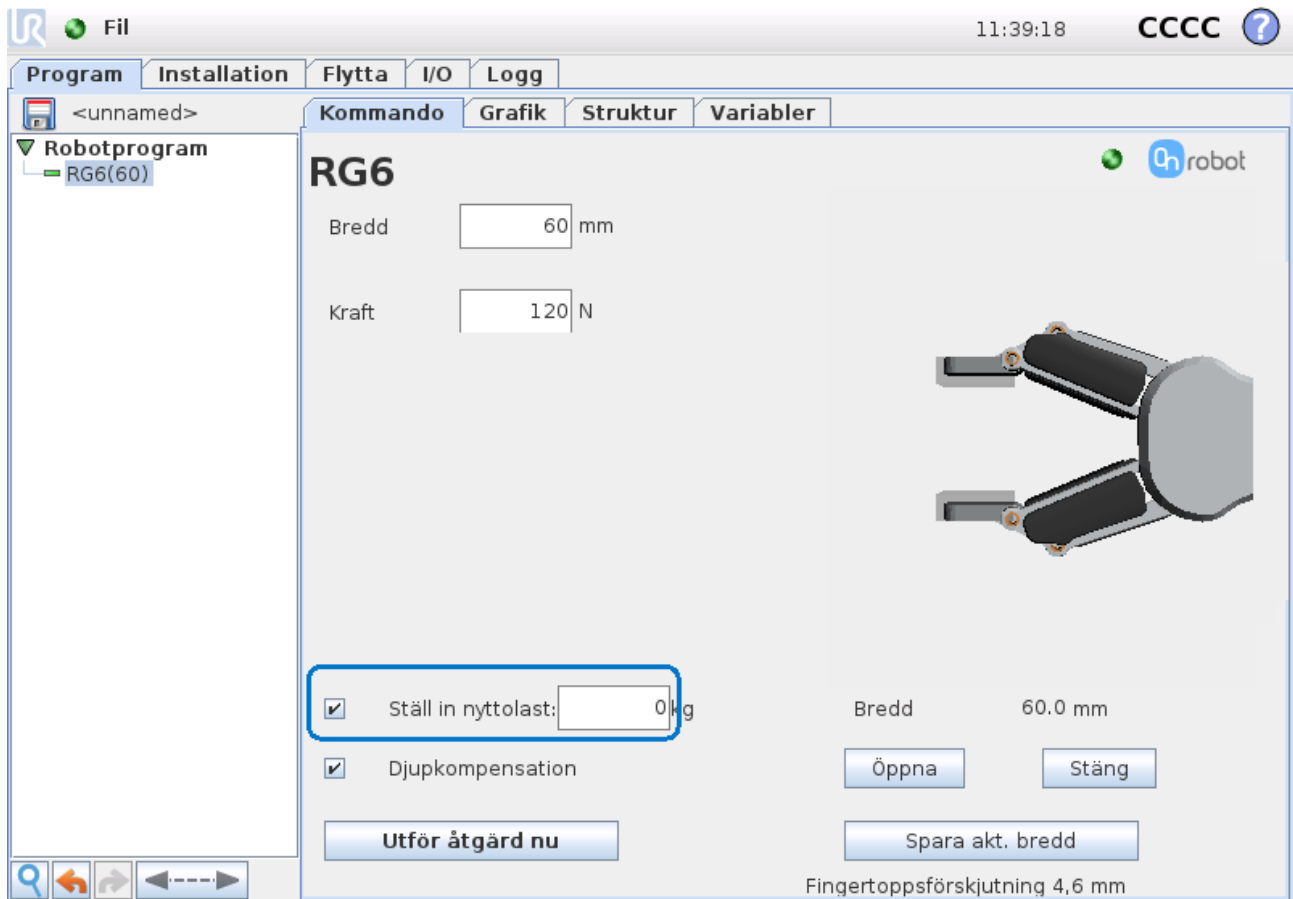 Fil
11:39:18
CCCC
?
Program Installation Flytta I/O Logg
<unnamed>
Kommando Grafik Struktur Variabler
Robotprogram
RG6(60)
RG6
On robot
Bredd 60 mm
Kraft 120 N
Ställ in nyttolast: 0 kg
Bredd 60.0 mm
Djupkompensation
Öppna Stäng
Utför åtgärd nu
Spara akt. bredd
Fingertoppsförskjutning 4,6 mm